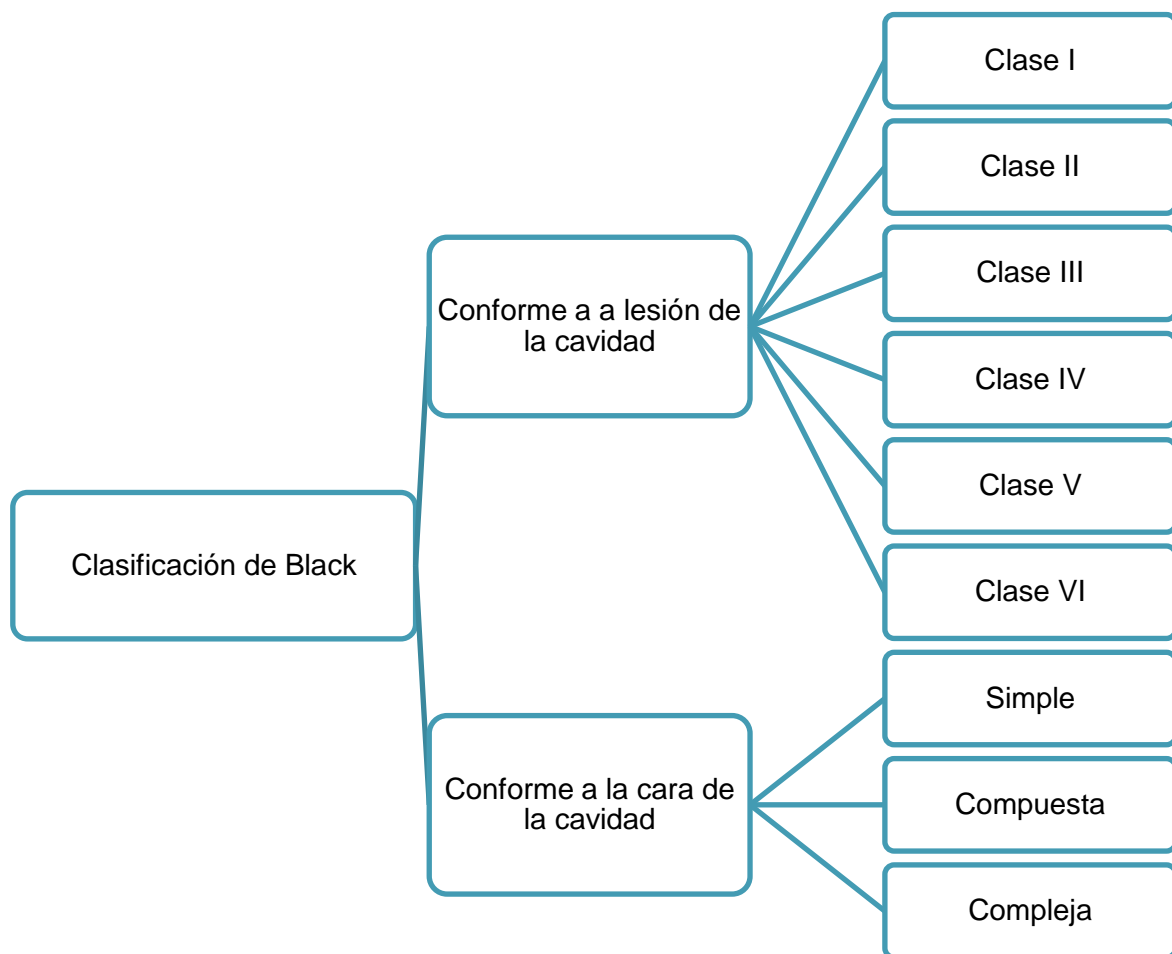 Clasificación de Black
Conforme a a lesión de
la cavidad
Clase I
Clase II
Clase III
Clase IV
Clase V
Clase VI
Conforme a la cara de
la cavidad
Simple
Compuesta
Compleja